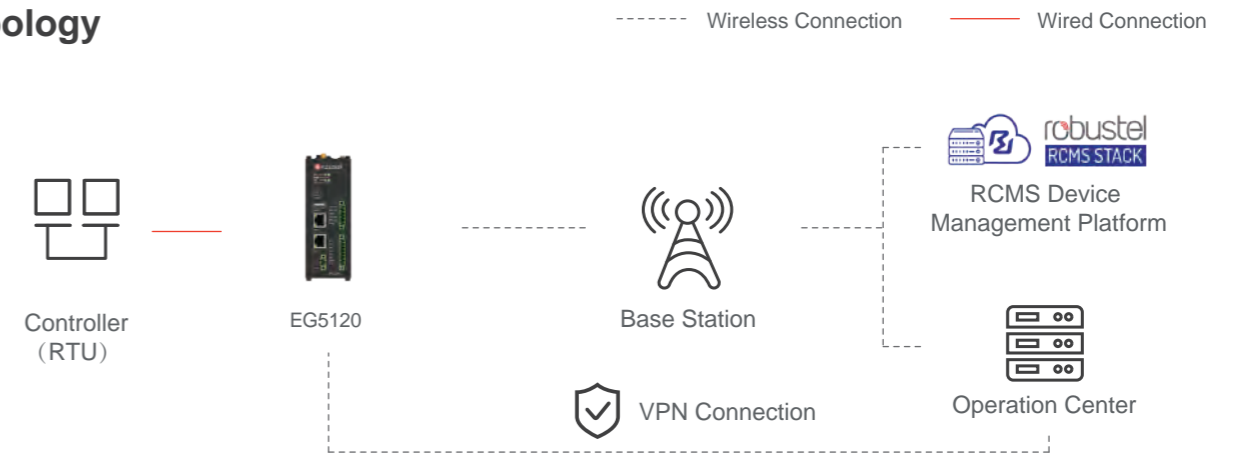 ology
Wireless Connection
Wired Connection
robustel
RCMS STACK
RCMS Device
Management Platform
Controller
（RTU）
EG5120
Base Station
VPN Connection
Operation Center